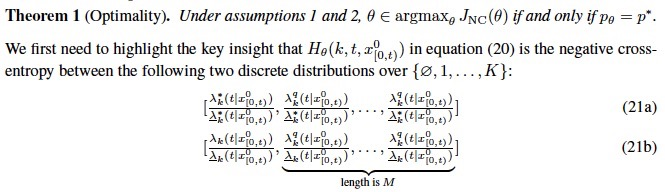 Theorem 1 (Optimality). Under assumptions 1 and 2, θ ∈ argmax_θ J_NC(θ) if and only if p_θ = p*.
We first need to highlight the key insight that H_θ(k, t, x^0_{[0,t)}) in equation (20) is the negative cross-
entropy between the following two discrete distributions over {∅, 1, . . . , K}:
[λ*_k(t|x^0_{[0,t)})/λ̲*_k(t|x^0_{[0,t)}), λ^q_k(t|x^0_{[0,t)})/λ̲*_k(t|x^0_{[0,t)}), . . . , λ^q_k(t|x^0_{[0,t)})/λ̲*_k(t|x^0_{[0,t)})] (21a)
[λ_k(t|x^0_{[0,t)})/λ̲_k(t|x^0_{[0,t)}), λ^q_k(t|x^0_{[0,t)})/λ̲_k(t|x^0_{[0,t)}), . . . , λ^q_k(t|x^0_{[0,t)})/λ̲_k(t|x^0_{[0,t)})] (21b)
length is M